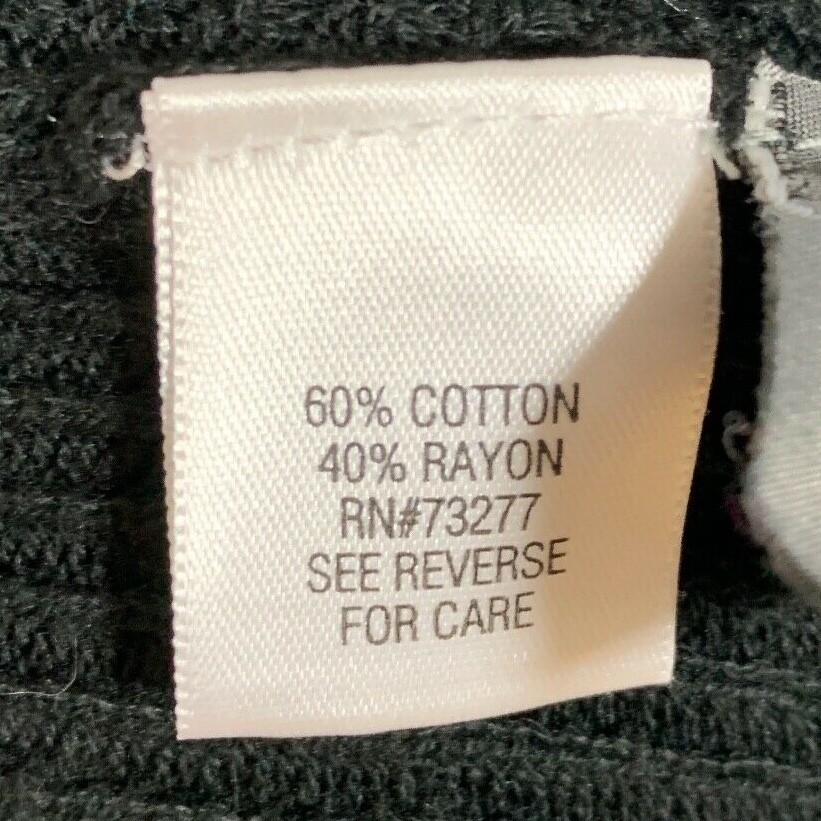 60% COTTON
40% RAYON
RN#73277
SEE REVERSE
FOR CARE